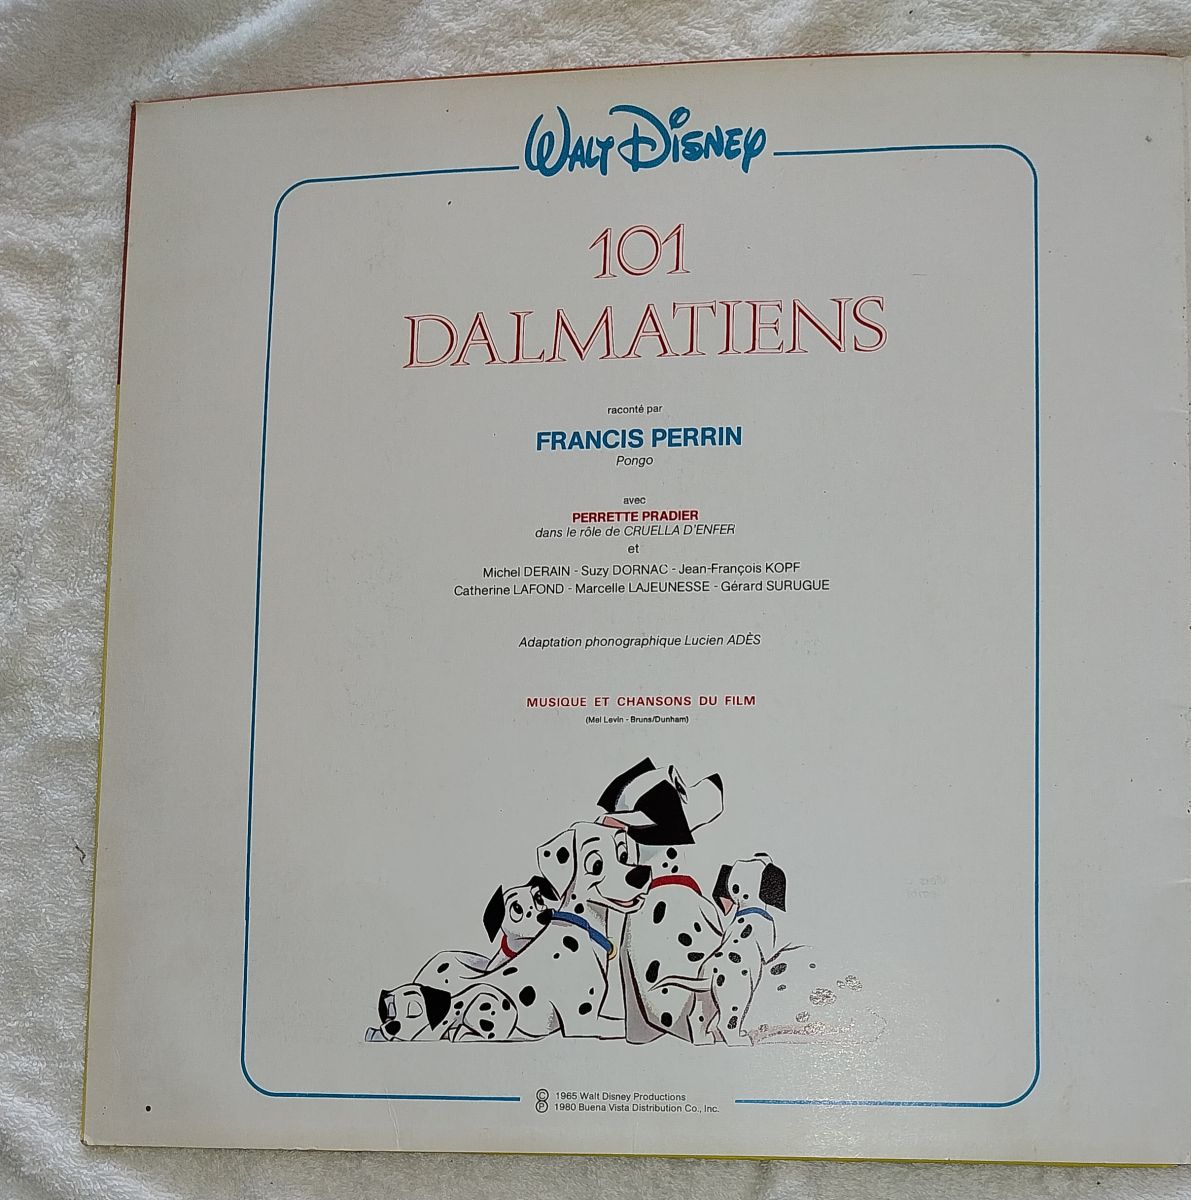 WALT DISNEY
101
DALMATIENS
raconté par
FRANCIS PERRIN
Pongo
avec
PERRETTE PRADIER
dans le rôle de CRUELLA D'ENFER
et
Michel DERAIN - Suzy DORNAC - Jean-François KOPF
Catherine LAFOND - Marcelle LAJEUNESSE - Gérard SURUGUE
Adaptation phonographique Lucien ADÈS
MUSIQUE ET CHANSONS DU FILM
(Mel Levin - Bruns/Dunham)
© 1965 Walt Disney Productions
℗ 1980 Buena Vista Distribution Co., Inc.